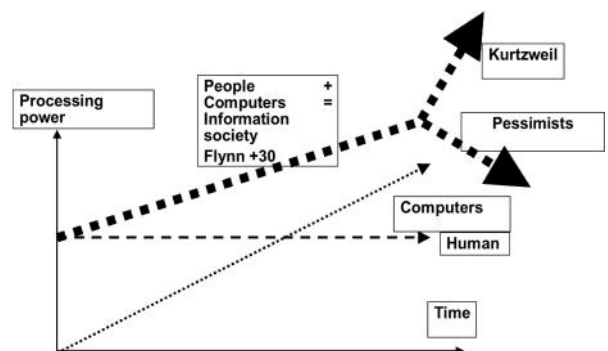 Kurtzweil
Processing
power
People +
Computers =
Information
society
Flynn +30
Pessimists
Computers
Human
Time